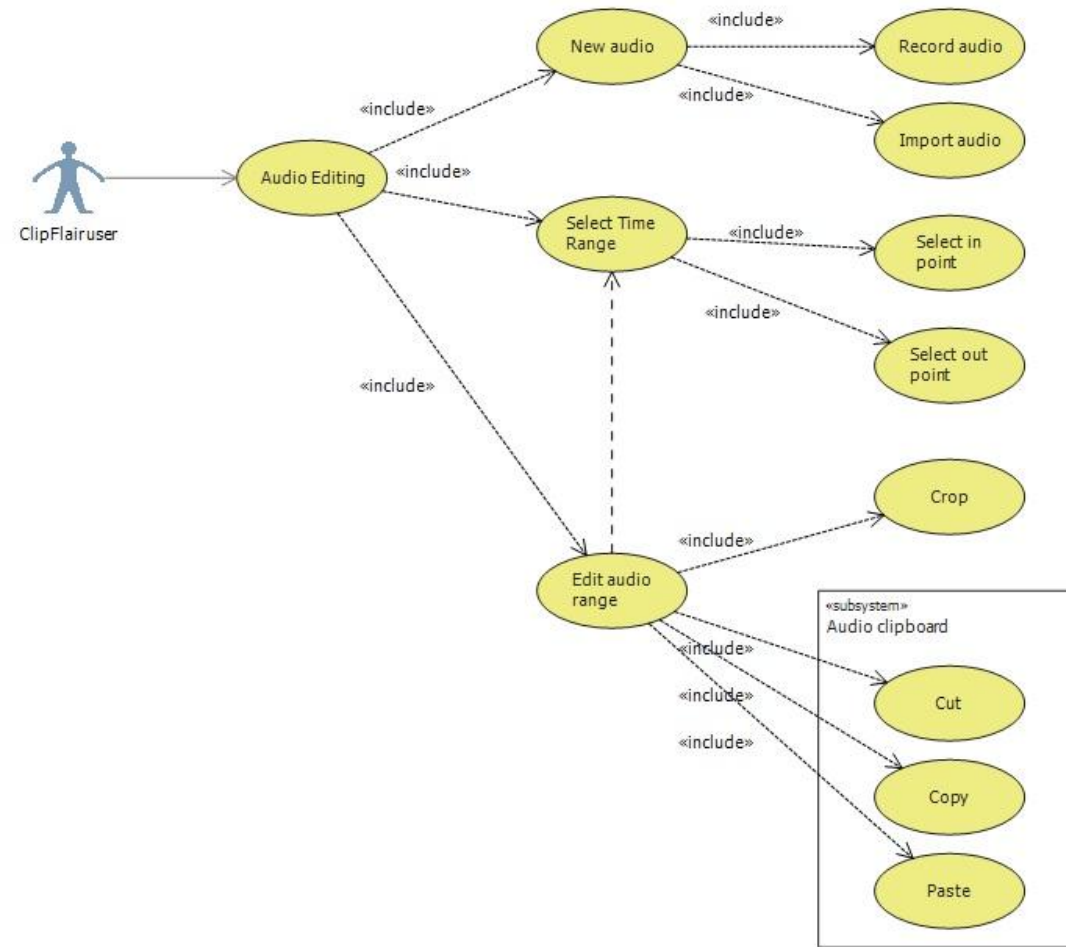 «include»
New audio
Record audio
«include»
«include»
Import audio
Audio Editing
«include»
ClipFlairuser
Select Time
Range
«include»
Select in
point
«include»
Select out
point
«include»
Crop
«include»
Edit audio
range
«subsystem»
Audio clipboard
«include»
Cut
«include»
«include»
Copy
Paste